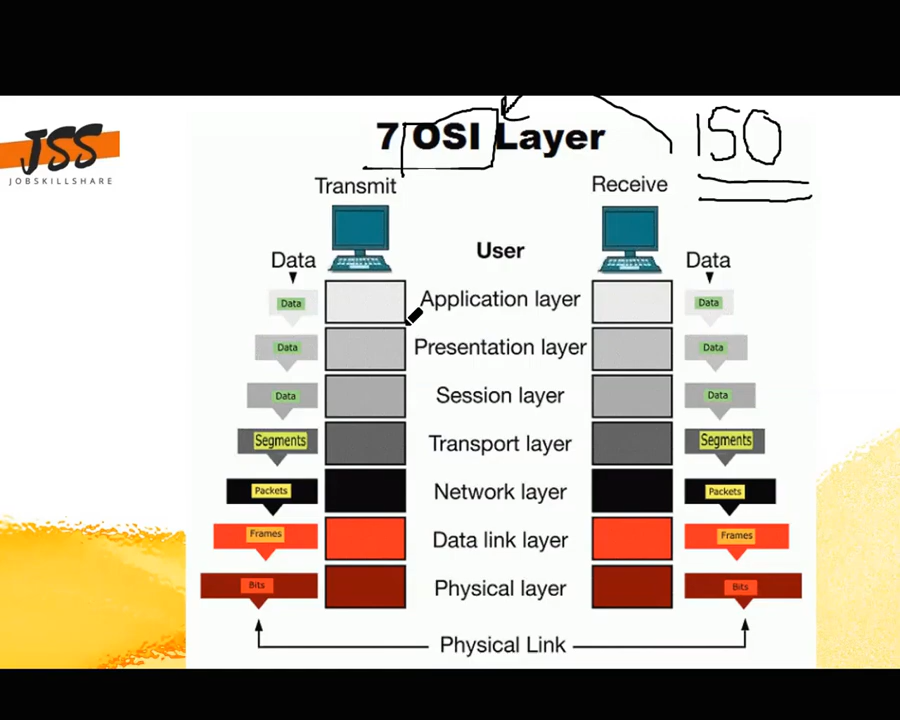 7 OSI Layer
ISO
JSS
JOBSKILLSHARE
Transmit
Receive
User
Data
Data
Data Application layer Data
Data Presentation layer Data
Data Session layer Data
Segments Transport layer Segments
Packets Network layer Packets
Frames Data link layer Frames
Bits Physical layer Bits
Physical Link